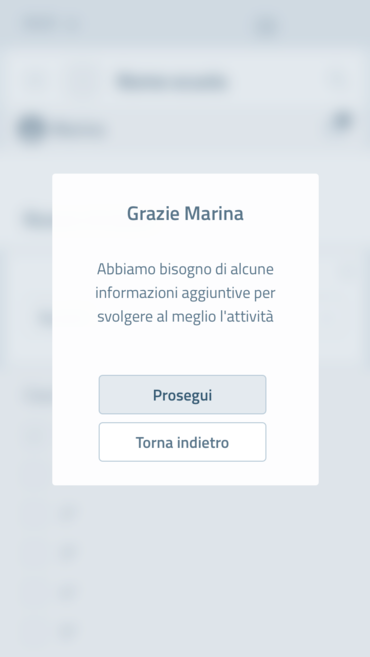 Grazie Marina
Abbiamo bisogno di alcune
informazioni aggiuntive per
svolgere al meglio l'attività
Prosegui
Torna indietro